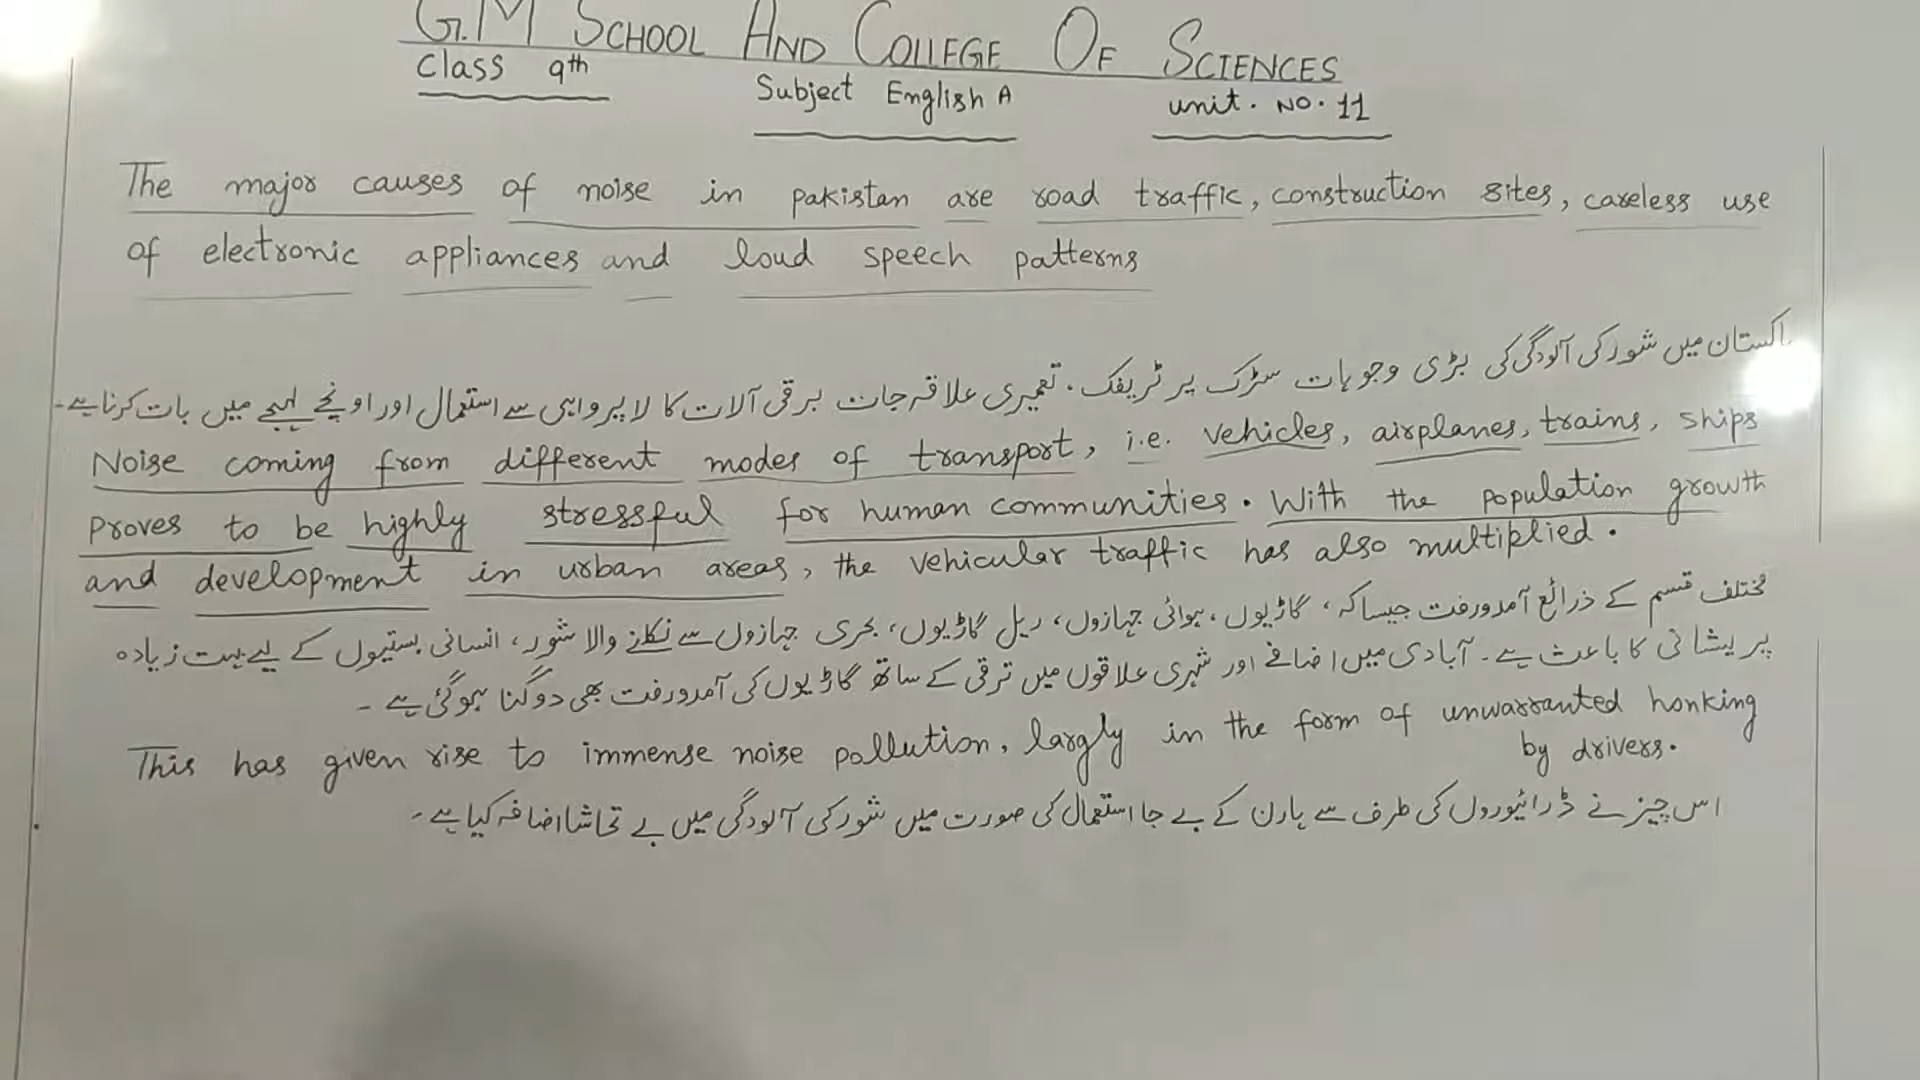 G.M SCHOOL AND COLLEGE OF SCIENCES
Class 9th Subject English A unit. NO. 11
The major causes of noise in pakistan are road traffic, construction sites, careless use
of electronic appliances and loud speech patterns
پاکستان میں شور کی آلودگی کی بڑی وجوہات سڑک پر ٹریفک. تعمیری علاقہ جات برقی آلات کا لاپرواہی سے استعمال اور اونچے لہجے میں بات کرنا ہے۔
Noise coming from different modes of transport, i.e. vehicles, airplanes, trains, ships
proves to be highly stressful for human communities. With the population growth
and development in urban areas, the vehicular traffic has also multiplied.
مختلف قسم کے ذرائع آمدورفت جیسا کہ، گاڑیوں، ہوائی جہازوں، ریل گاڑیوں، بحری جہازوں سے نکلنے والا شور، انسانی بستیوں کے لیے بہت زیادہ
پریشانی کا باعث ہے۔ آبادی میں اضافے اور شہری علاقوں میں ترقی کے ساتھ گاڑیوں کی آمدورفت بھی دوگنا ہوگئی ہے۔
This has given rise to immense noise pollution, largly in the form of unwarranted honking
by drivers.
اس چیز نے ڈرائیوروں کی طرف سے ہارن کے بے جا استعمال کی صورت میں شور کی آلودگی میں بے تحاشا اضافہ کیا ہے۔